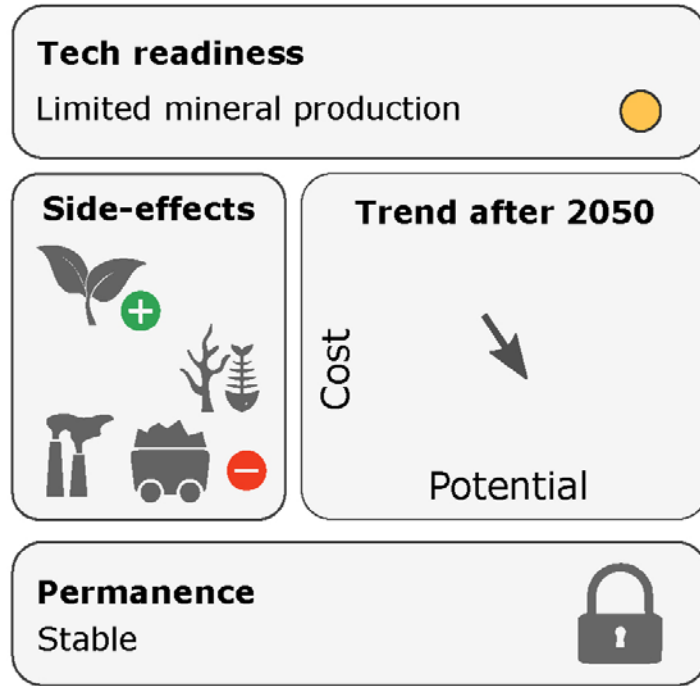 Tech readiness
Limited mineral production
Side-effects
Trend after 2050
Cost
Potential
Permanence
Stable